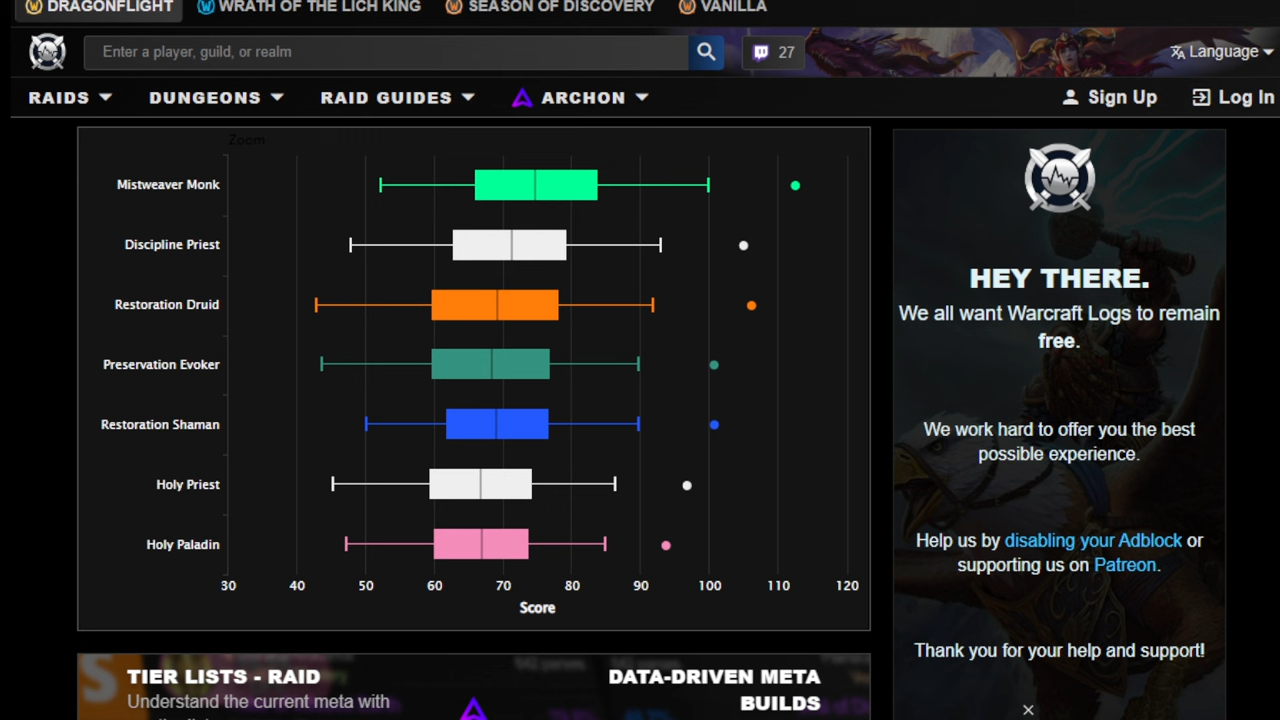 DRAGONFLIGHT
WRATH OF THE LICH KING
SEASON OF DISCOVERY
VANILLA
Enter a player, guild, or realm
27
Language
RAIDS
DUNGEONS
RAID GUIDES
ARCHON
Sign Up
Log In
Zoom
Mistweaver Monk
Discipline Priest
Restoration Druid
Preservation Evoker
Restoration Shaman
Holy Priest
Holy Paladin
30 40 50 60 70 80 90 100 110 120
Score
HEY THERE.
We all want Warcraft Logs to remain
free.
We work hard to offer you the best
possible experience.
Help us by disabling your Adblock or
supporting us on Patreon.
Thank you for your help and support!
TIER LISTS - RAID
Understand the current meta with
DATA-DRIVEN META
BUILDS